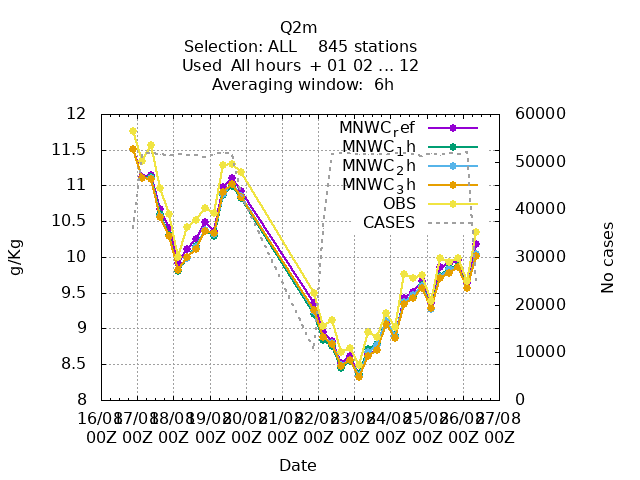 Q2m
Selection: ALL    845 stations
Used  All hours  + 01 02 ... 12
Averaging window:  6h
g/Kg
No cases
12
11.5
11
10.5
10
9.5
9
8.5
8
60000
50000
40000
30000
20000
10000
0
MNWC_ref
MNWC_1h
MNWC_2h
MNWC_3h
OBS
CASES
16/08 17/08 18/08 19/08 20/08 21/08 22/08 23/08 24/08 25/08 26/08 27/08
00Z 00Z 00Z 00Z 00Z 00Z 00Z 00Z 00Z 00Z 00Z 00Z
Date